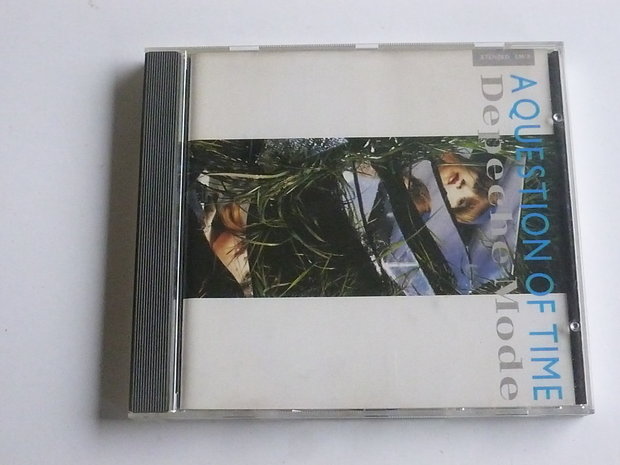 A QUESTION OF TIME
Depeche Mode